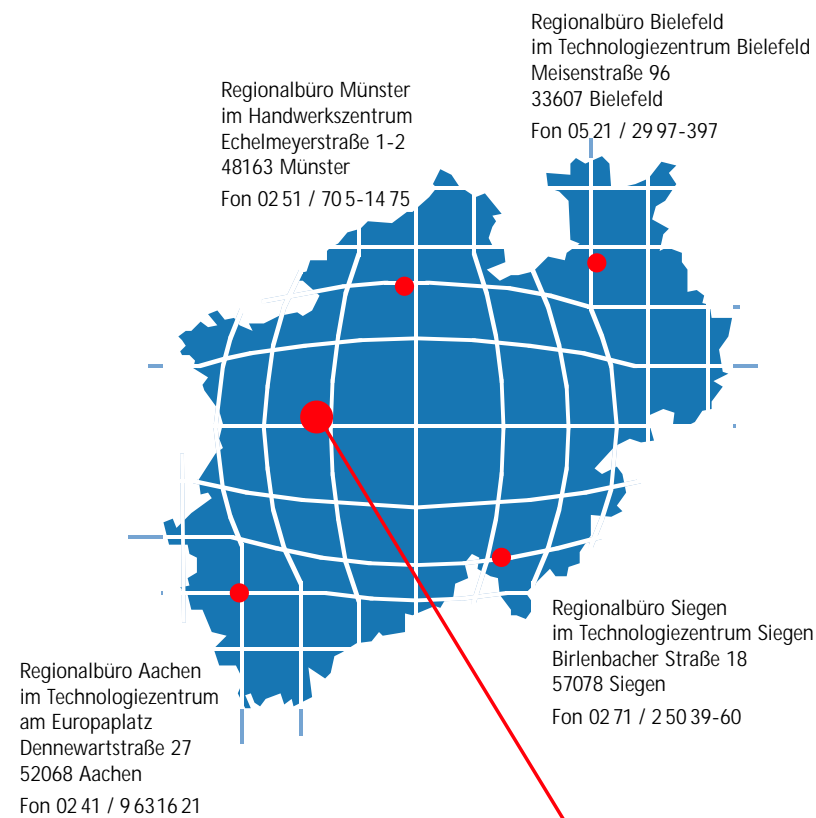 Regionalbüro Bielefeld
im Technologiezentrum Bielefeld
Meisenstraße 96
33607 Bielefeld
Fon 05 21 / 29 97-397
Regionalbüro Münster
im Handwerkszentrum
Echelmeyerstraße 1-2
48163 Münster
Fon 02 51 / 70 5-14 75
Regionalbüro Siegen
im Technologiezentrum Siegen
Birlenbacher Straße 18
57078 Siegen
Fon 02 71 / 2 50 39-60
Regionalbüro Aachen
im Technologiezentrum
am Europaplatz
Dennewartstraße 27
52068 Aachen
Fon 02 41 / 9 63 16 21